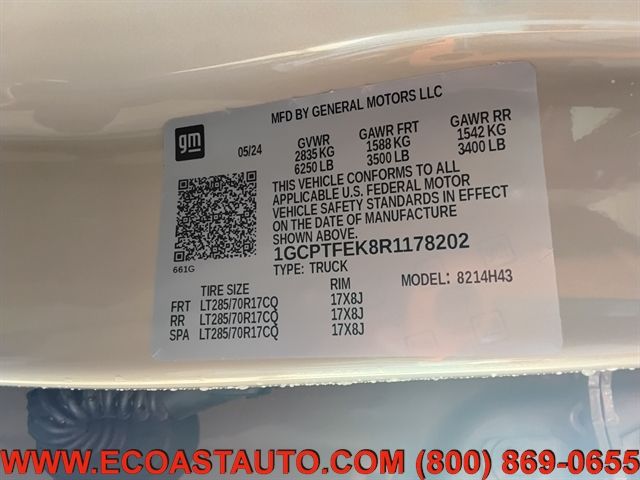 MFD BY GENERAL MOTORS LLC
gm
05/24
GVWR GAWR FRT GAWR RR
2835 KG 1588 KG 1542 KG
6250 LB 3500 LB 3400 LB
THIS VEHICLE CONFORMS TO ALL
APPLICABLE U.S. FEDERAL MOTOR
VEHICLE SAFETY STANDARDS IN EFFECT
ON THE DATE OF MANUFACTURE
SHOWN ABOVE.
1GCPTFEK8R1178202
661G
TYPE: TRUCK MODEL: 8214H43
TIRE SIZE RIM
FRT LT285/70R17CQ 17X8J
RR LT285/70R17CQ 17X8J
SPA LT285/70R17CQ 17X8J
WWW.ECOASTAUTO.COM (800) 869-0655